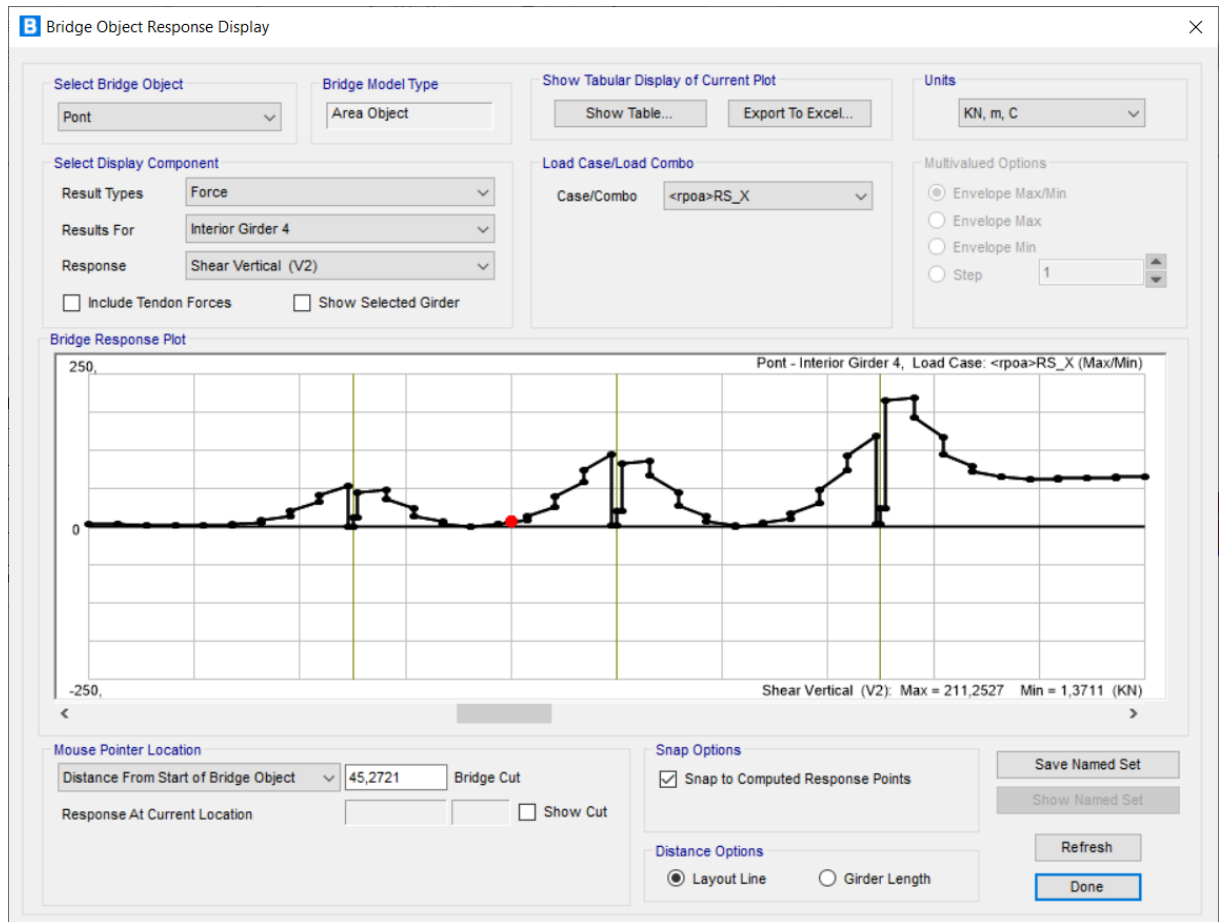 B Bridge Object Response Display
Select Bridge Object
Pont
Bridge Model Type
Area Object
Show Tabular Display of Current Plot
Show Table...
Export To Excel...
Units
KN, m, C
Select Display Component
Result Types
Force
Results For
Interior Girder 4
Response
Shear Vertical (V2)
Include Tendon Forces
Show Selected Girder
Load Case/Load Combo
Case/Combo
<rpoa>RS_X
Multivalued Options
Envelope Max/Min
Envelope Max
Envelope Min
Step
1
Bridge Response Plot
250,
Pont - Interior Girder 4, Load Case: <rpoa>RS_X (Max/Min)
0
-250,
Shear Vertical (V2): Max = 211,2527 Min = 1,3711 (KN)
Mouse Pointer Location
Distance From Start of Bridge Object
45,2721
Bridge Cut
Response At Current Location
Show Cut
Snap Options
Snap to Computed Response Points
Distance Options
Layout Line
Girder Length
Save Named Set
Show Named Set
Refresh
Done